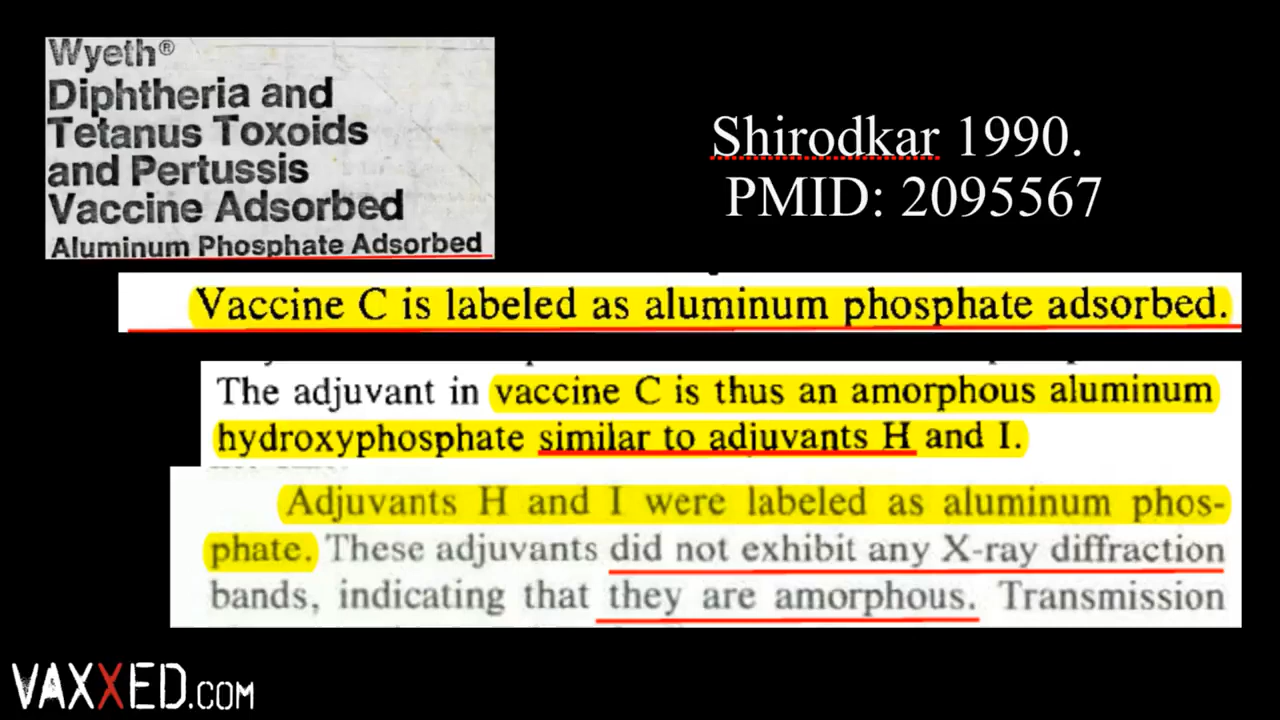 Wyeth®
Diphtheria and
Tetanus Toxoids
and Pertussis
Vaccine Adsorbed
Aluminum Phosphate Adsorbed
Shirodkar 1990.
PMID: 2095567
Vaccine C is labeled as aluminum phosphate adsorbed.
The adjuvant in vaccine C is thus an amorphous aluminum
hydroxyphosphate similar to adjuvants H and I.
Adjuvants H and I were labeled as aluminum phos-
phate. These adjuvants did not exhibit any X-ray diffraction
bands, indicating that they are amorphous. Transmission
VAXXED.COM